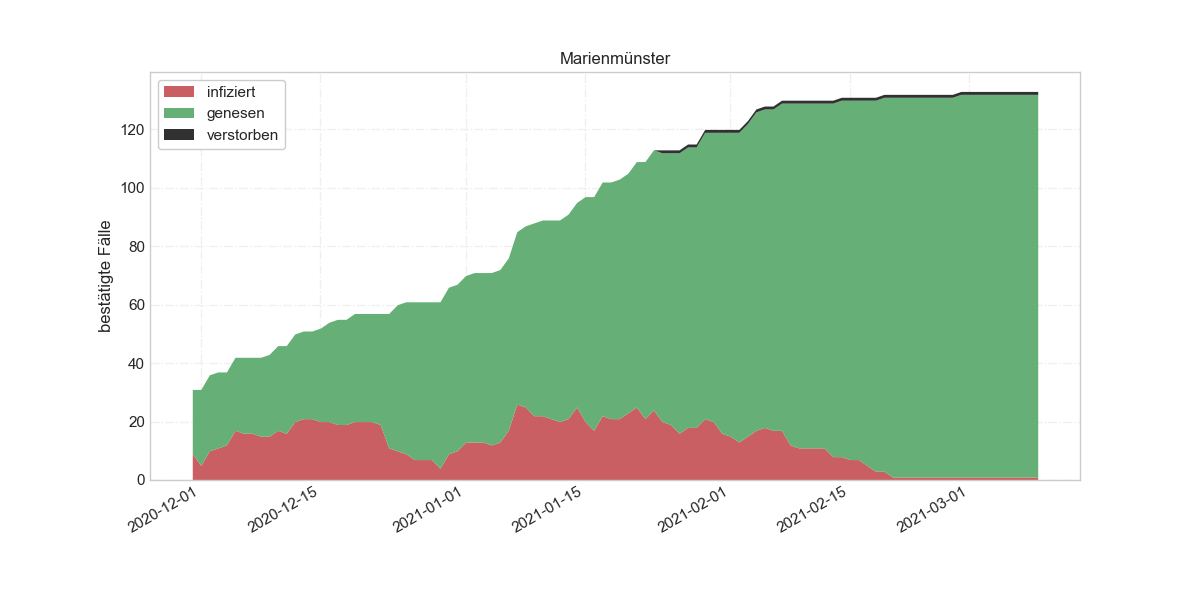 Marienmünster
infiziert
genesen
verstorben
bestätigte Fälle
120
100
80
60
40
20
0
2020-12-01
2020-12-15
2021-01-01
2021-01-15
2021-02-01
2021-02-15
2021-03-01